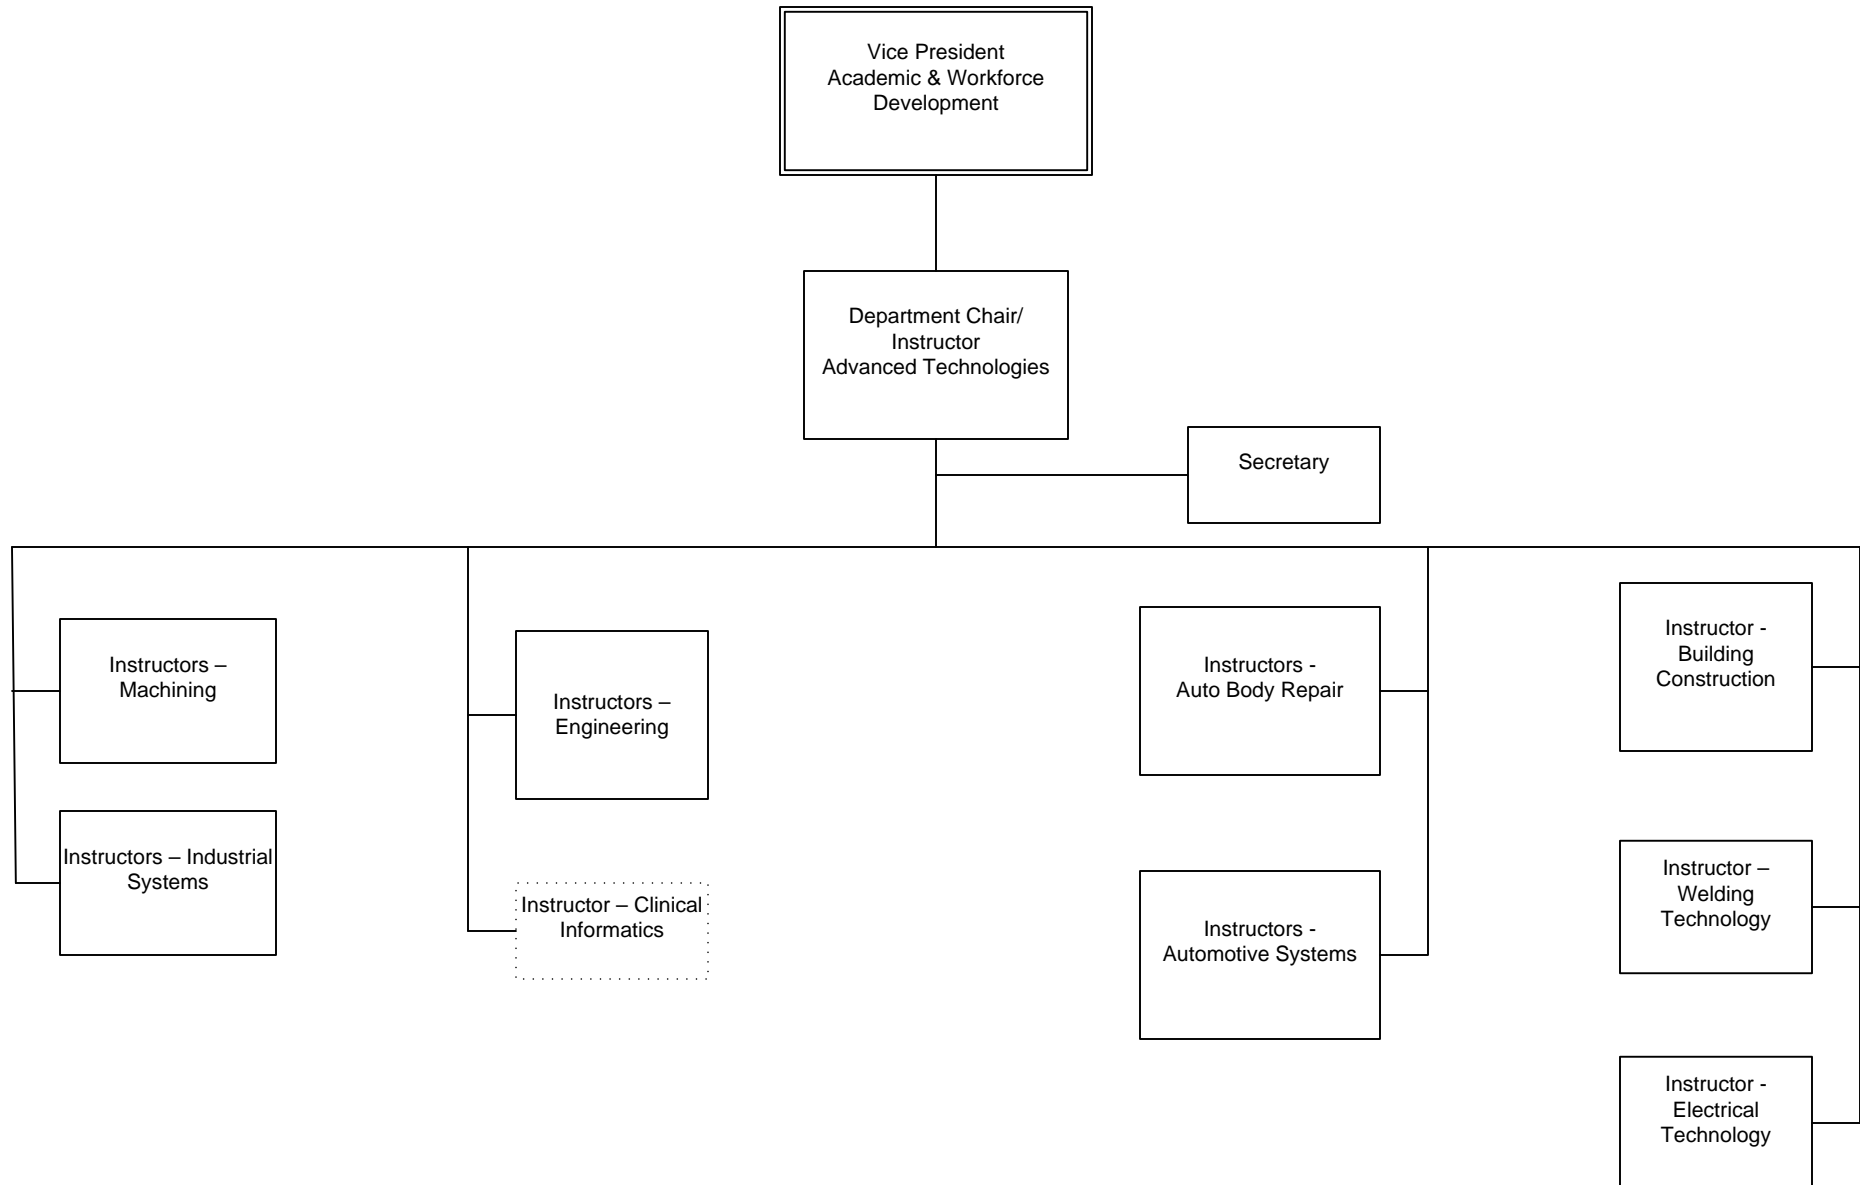 Vice President
Academic & Workforce
Development
Department Chair/
Instructor
Advanced Technologies
Secretary
Instructors –
Machining
Instructors – Industrial
Systems
Instructors –
Engineering
Instructor – Clinical
Informatics
Instructors -
Auto Body Repair
Instructors -
Automotive Systems
Instructor -
Building
Construction
Instructor –
Welding
Technology
Instructor -
Electrical
Technology